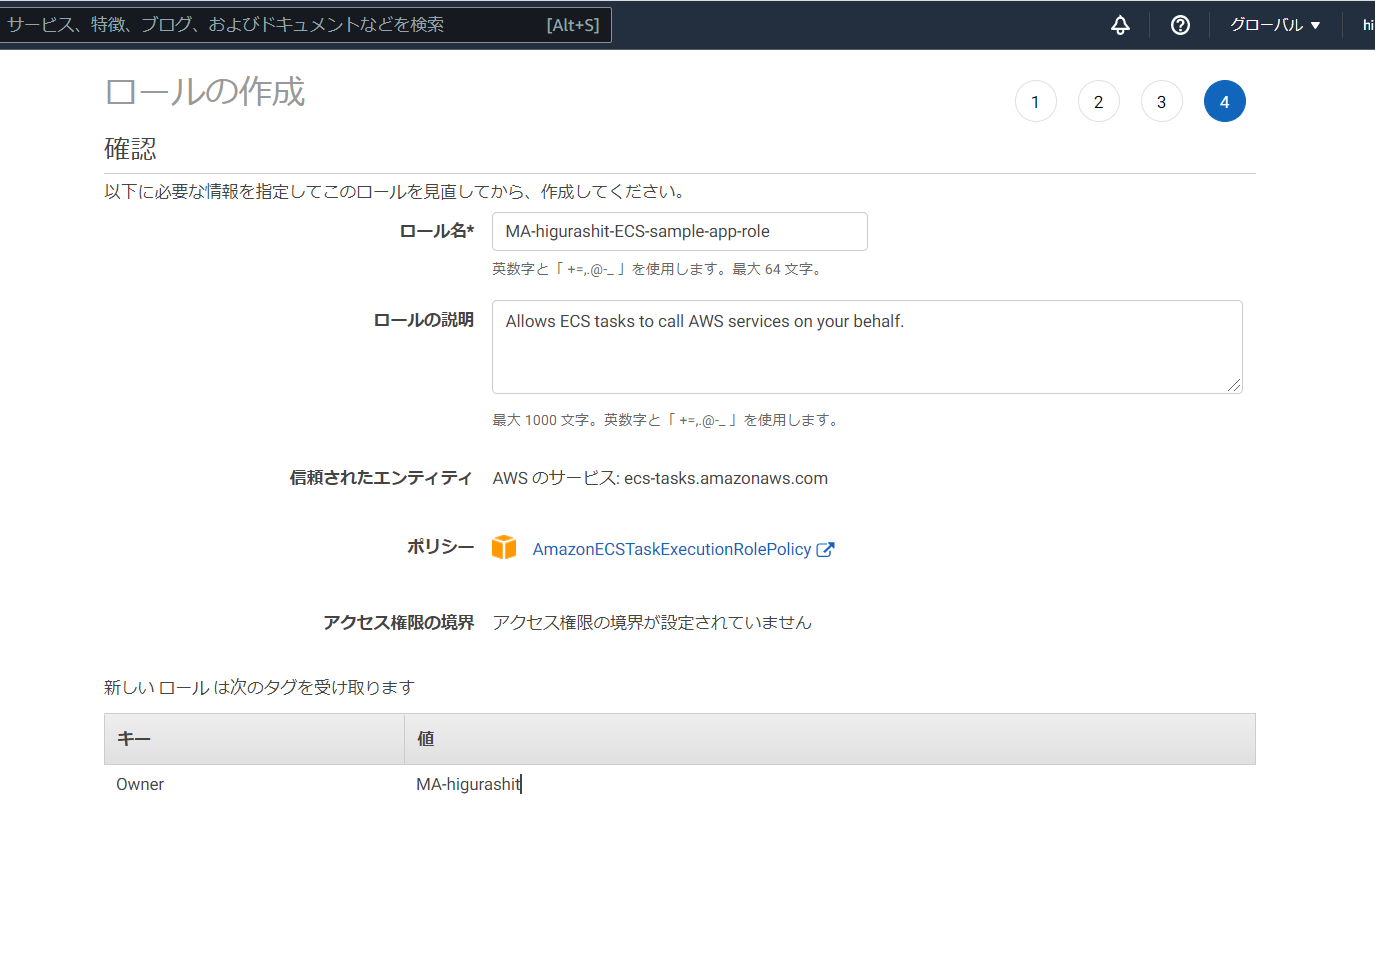 サービス、特徴、ブログ、およびドキュメントなどを検索 [Alt+S] グローバル ▼ hi
ロールの作成
1 2 3 4
確認
以下に必要な情報を指定してこのロールを見直してから、作成してください。
ロール名* MA-higurashit-ECS-sample-app-role
英数字と「 +=,.@-_ 」を使用します。最大 64 文字。
ロールの説明 Allows ECS tasks to call AWS services on your behalf.
最大 1000 文字。英数字と「 +=,.@-_ 」を使用します。
信頼されたエンティティ AWS のサービス: ecs-tasks.amazonaws.com
ポリシー AmazonECSTaskExecutionRolePolicy
アクセス権限の境界 アクセス権限の境界が設定されていません
新しい ロール は次のタグを受け取ります
キー 値
Owner MA-higurashit